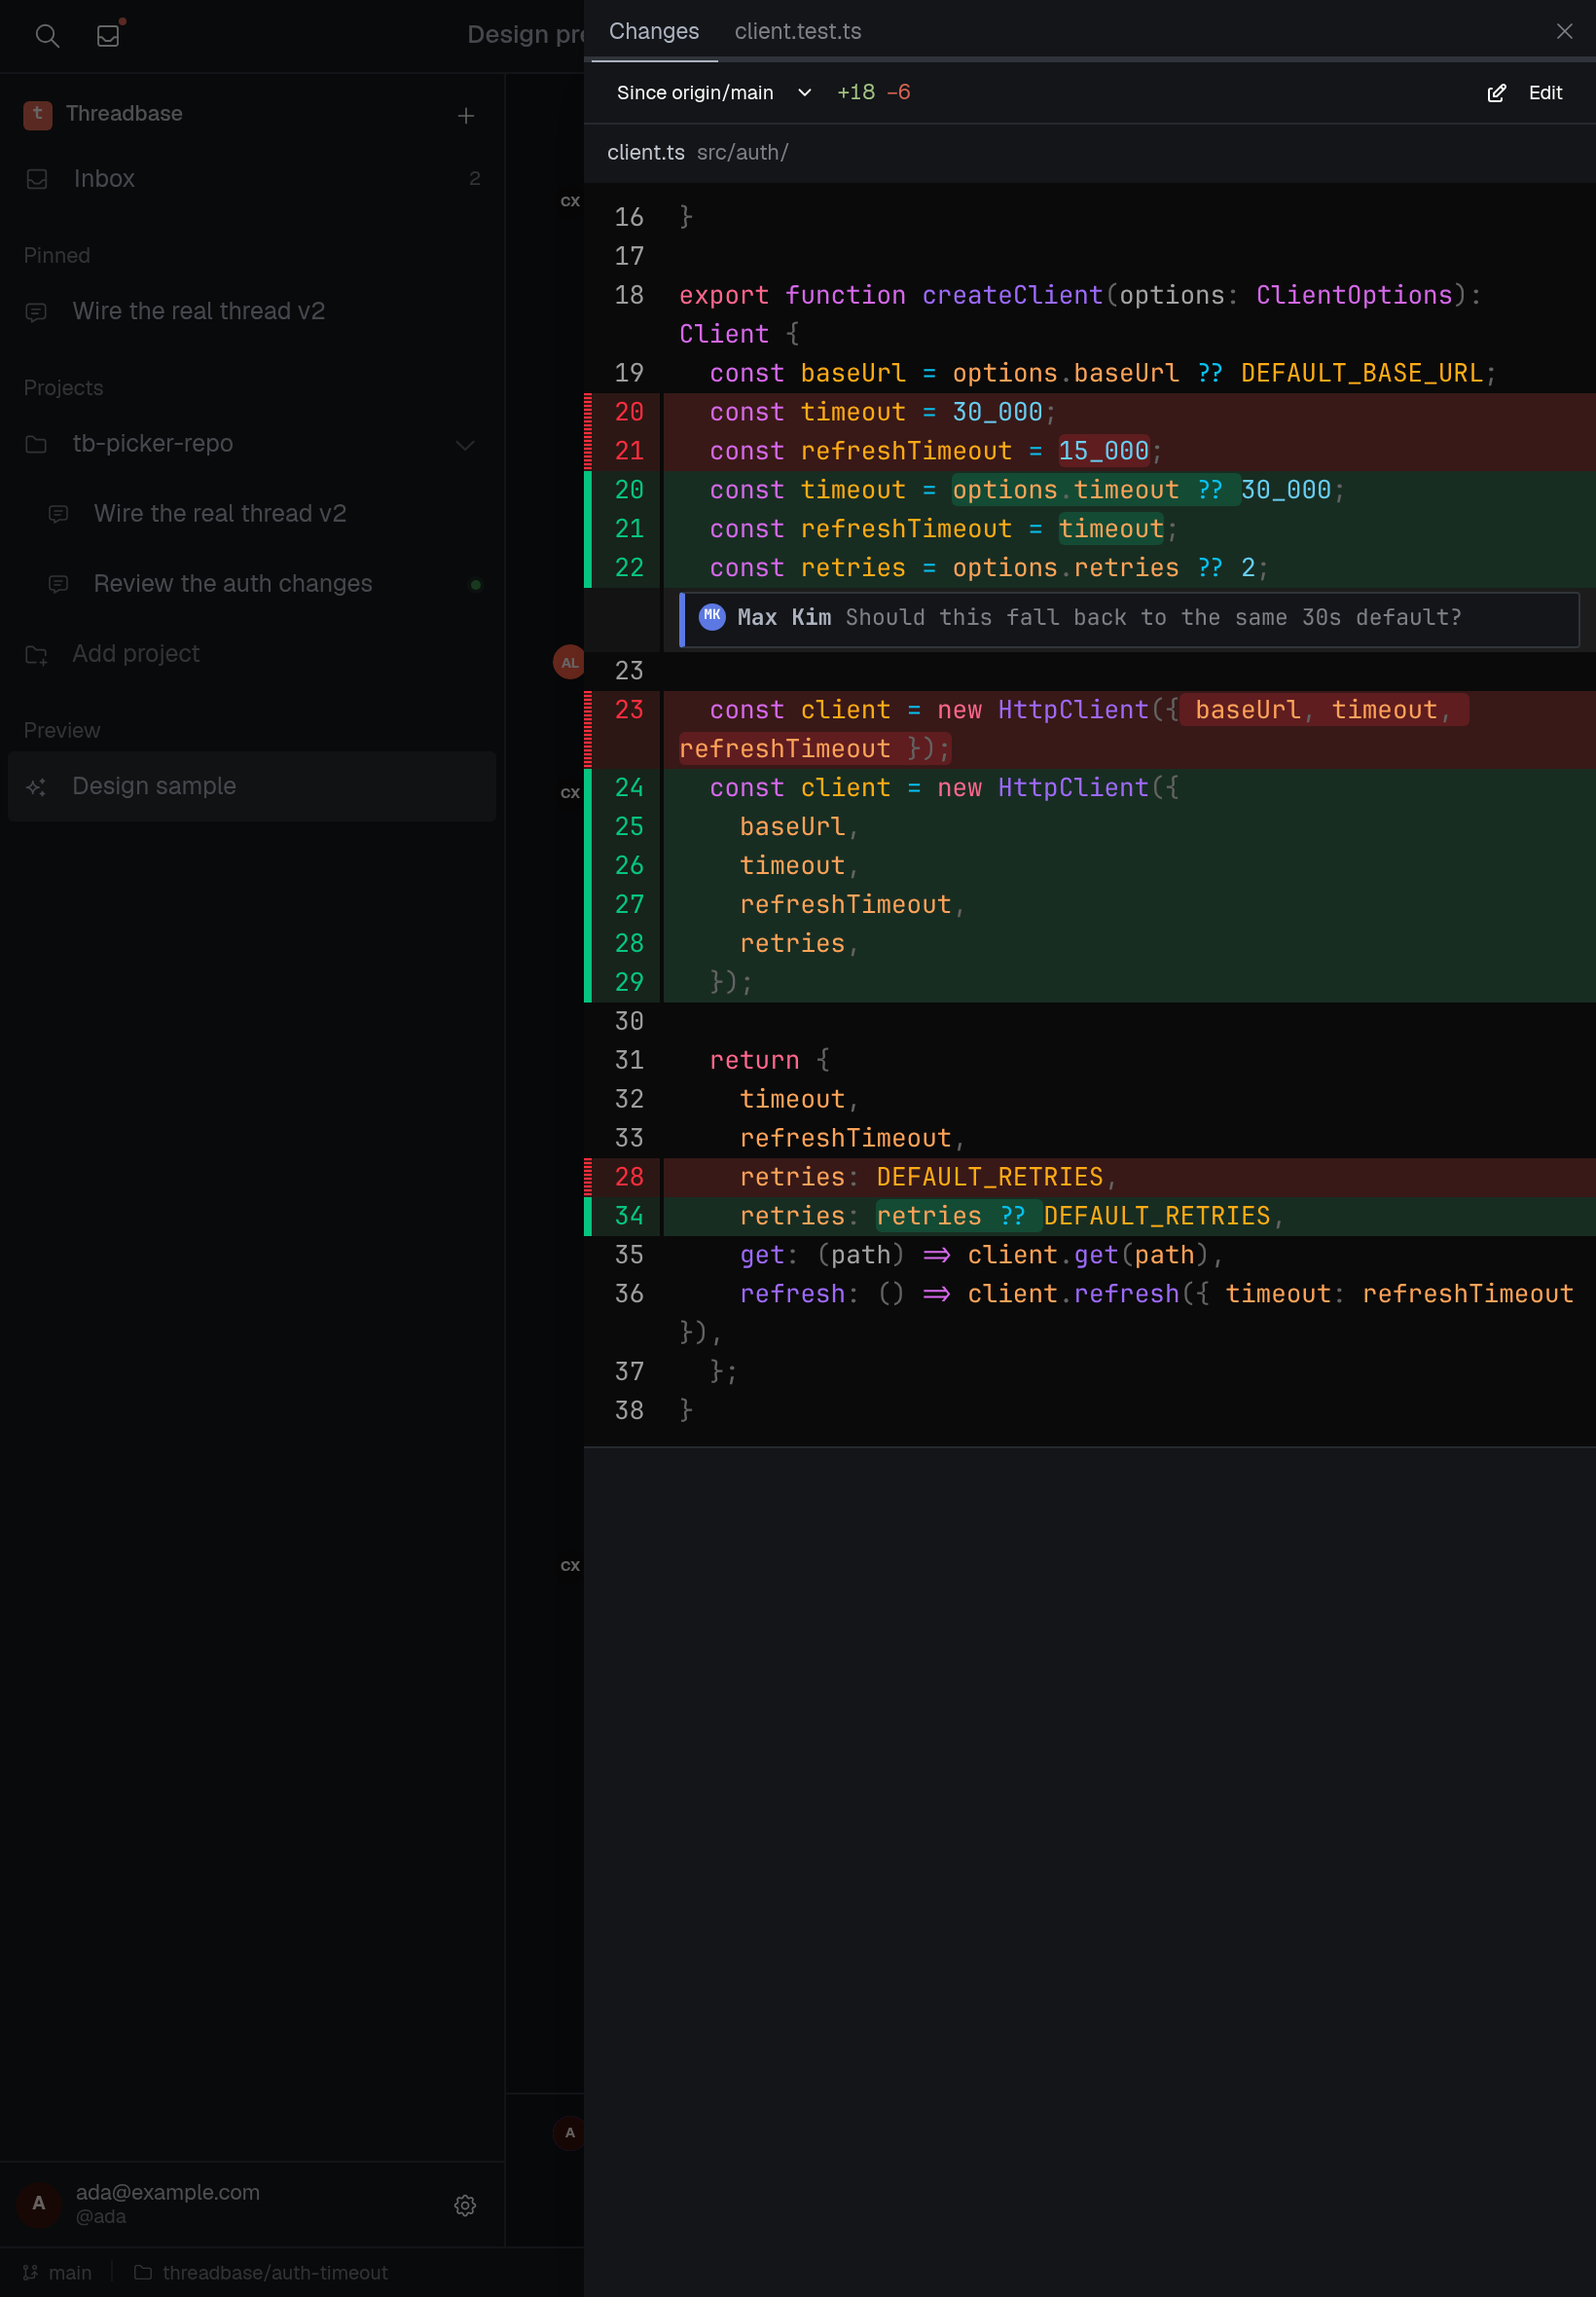 Design pre
t Threadbase
Inbox 2
Pinned
Wire the real thread v2
Projects
tb-picker-repo
Wire the real thread v2
Review the auth changes
Add project
Preview
Design sample
ada@example.com
A
@ada
main threadbase/auth-timeout
CX
AL
CX
CX
A
Changes client.test.ts
Since origin/main +18 −6 Edit
client.ts src/auth/
16 }
17
18 export function createClient(options: ClientOptions):
Client {
19 const baseUrl = options.baseUrl ?? DEFAULT_BASE_URL;
20 const timeout = 30_000;
21 const refreshTimeout = 15_000;
20 const timeout = options.timeout ?? 30_000;
21 const refreshTimeout = timeout;
22 const retries = options.retries ?? 2;
MK Max Kim Should this fall back to the same 30s default?
23
23 const client = new HttpClient({ baseUrl, timeout,
refreshTimeout });
24 const client = new HttpClient({
25 baseUrl,
26 timeout,
27 refreshTimeout,
28 retries,
29 });
30
31 return {
32 timeout,
33 refreshTimeout,
28 retries: DEFAULT_RETRIES,
34 retries: retries ?? DEFAULT_RETRIES,
35 get: (path) => client.get(path),
36 refresh: () => client.refresh({ timeout: refreshTimeout
}),
37 };
38 }